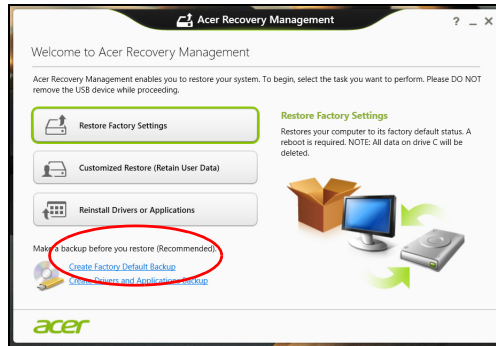 Acer Recovery Management
? _ X
Welcome to Acer Recovery Management
Acer Recovery Management enables you to restore your system. To begin, select the task you want to perform. Please DO NOT
remove the USB device while proceeding.
Restore Factory Settings
Customized Restore (Retain User Data)
Reinstall Drivers or Applications
Restore Factory Settings
Restores your computer to its factory default status. A
reboot is required. NOTE: All data on drive C will be
deleted.
Make a backup before you restore (Recommended).
Create Factory Default Backup
Create Drivers and Applications Backup
acer